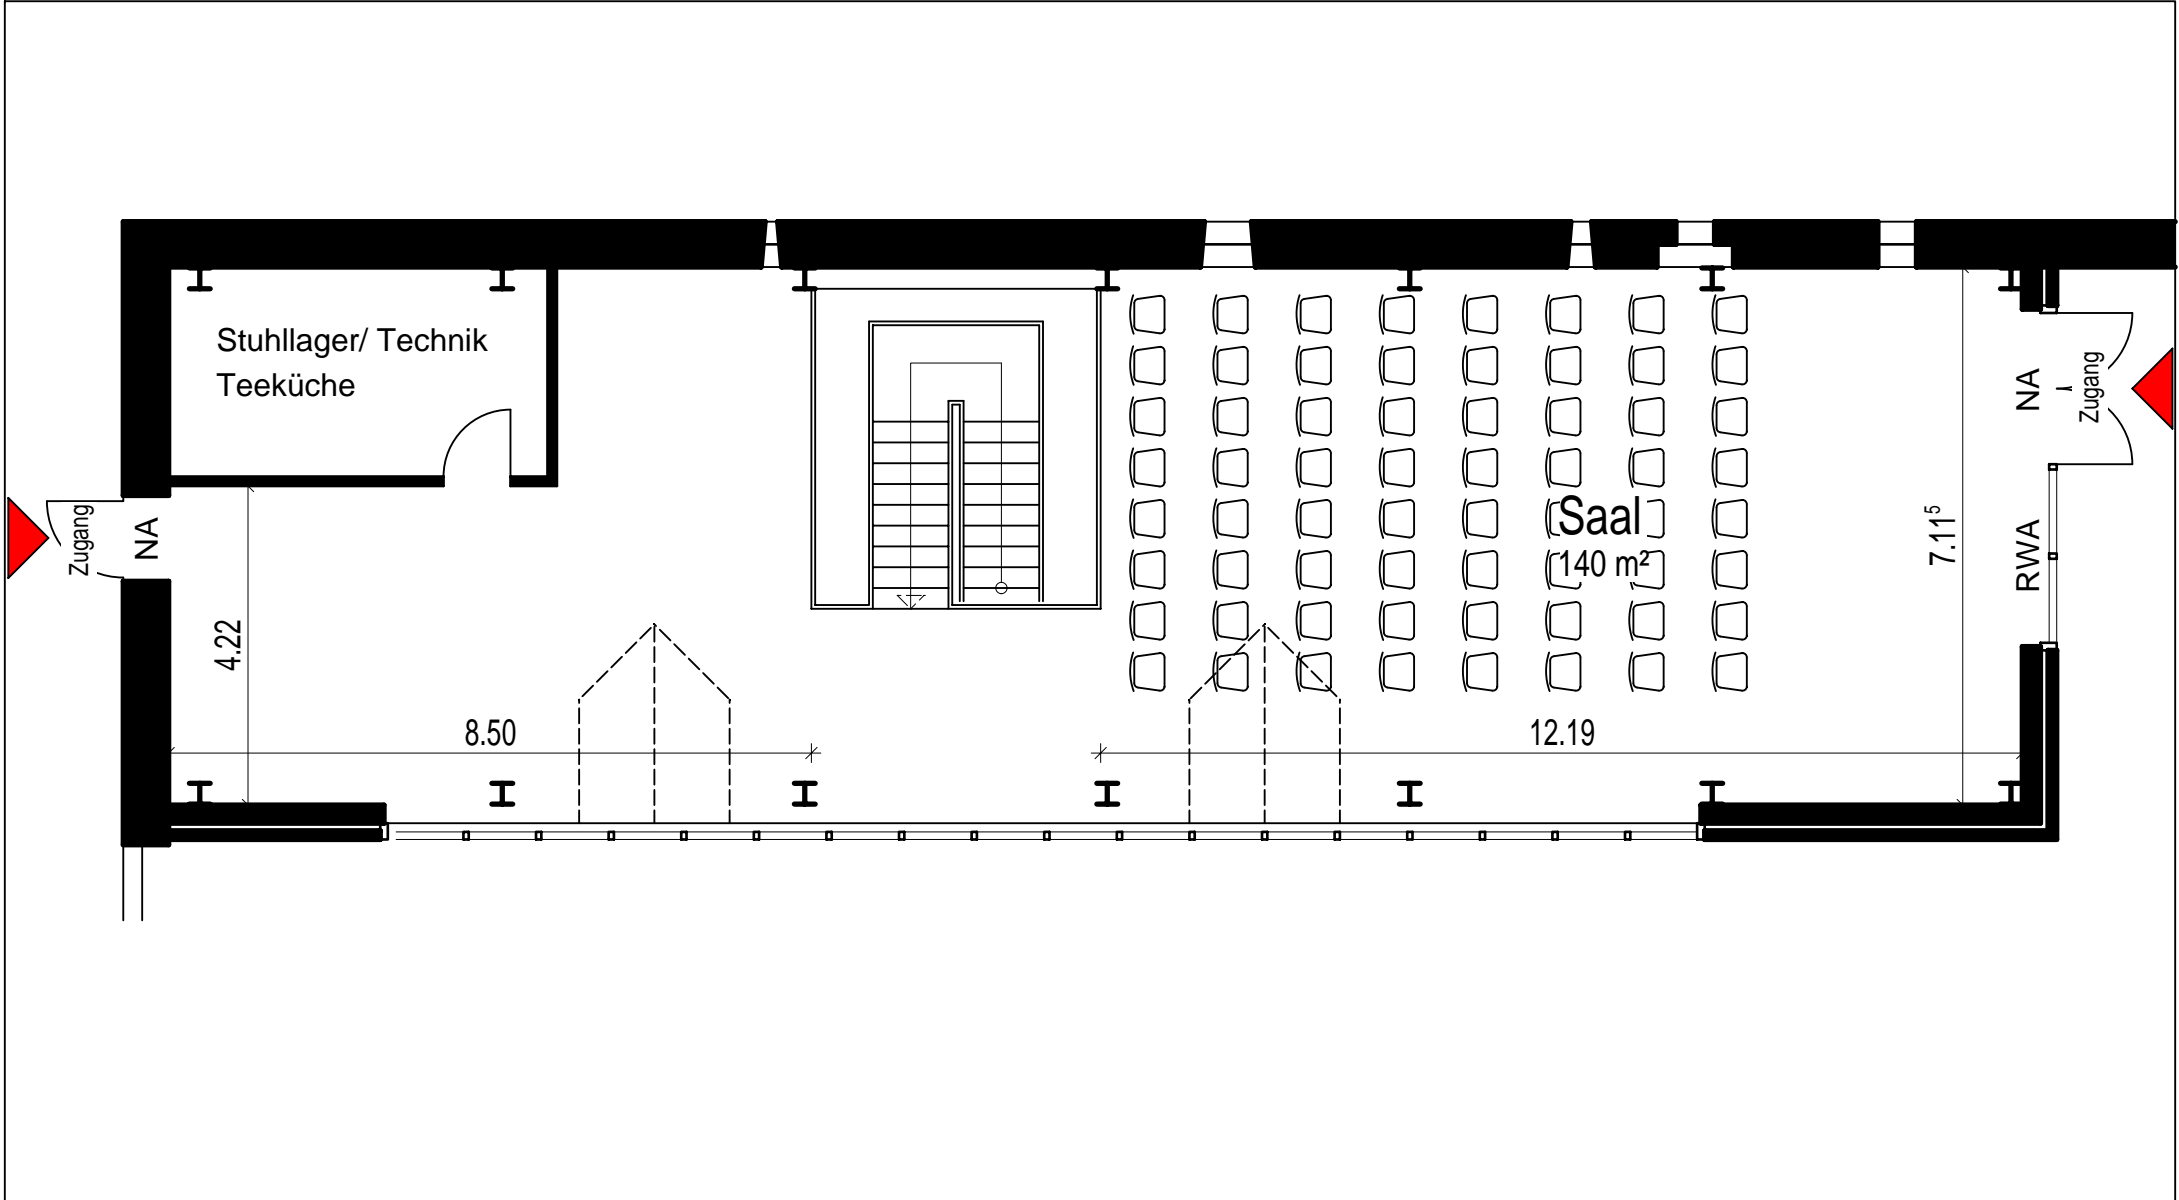 Stuhllager/ Technik
Teeküche
Zugang
NA
4.22
8.50
Saal
140 m²
12.19
7.11⁵
NA
Zugang
RWA